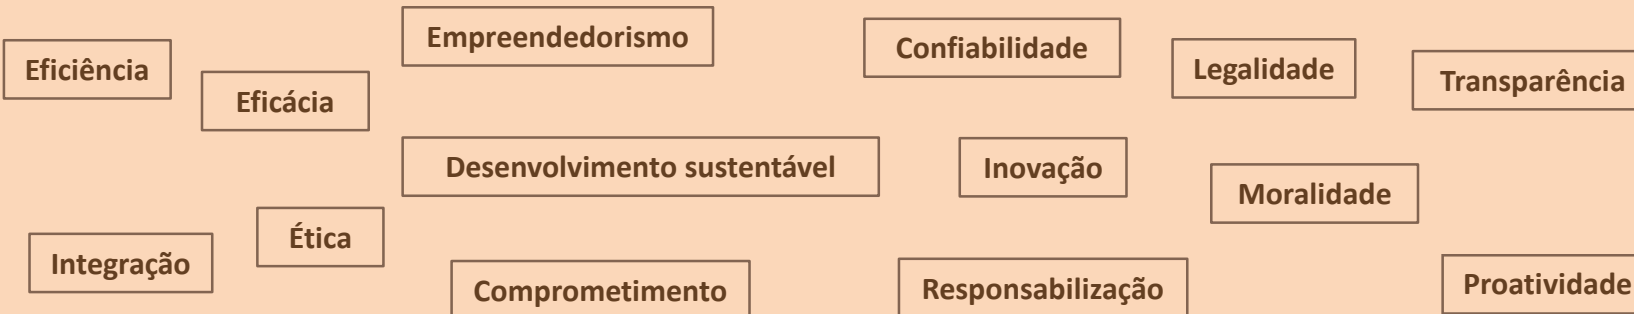 Empreendedorismo
Confiabilidade
Eficiência
Legalidade
Transparência
Eficácia
Desenvolvimento sustentável
Inovação
Moralidade
Ética
Integração
Comprometimento
Responsabilização
Proatividade